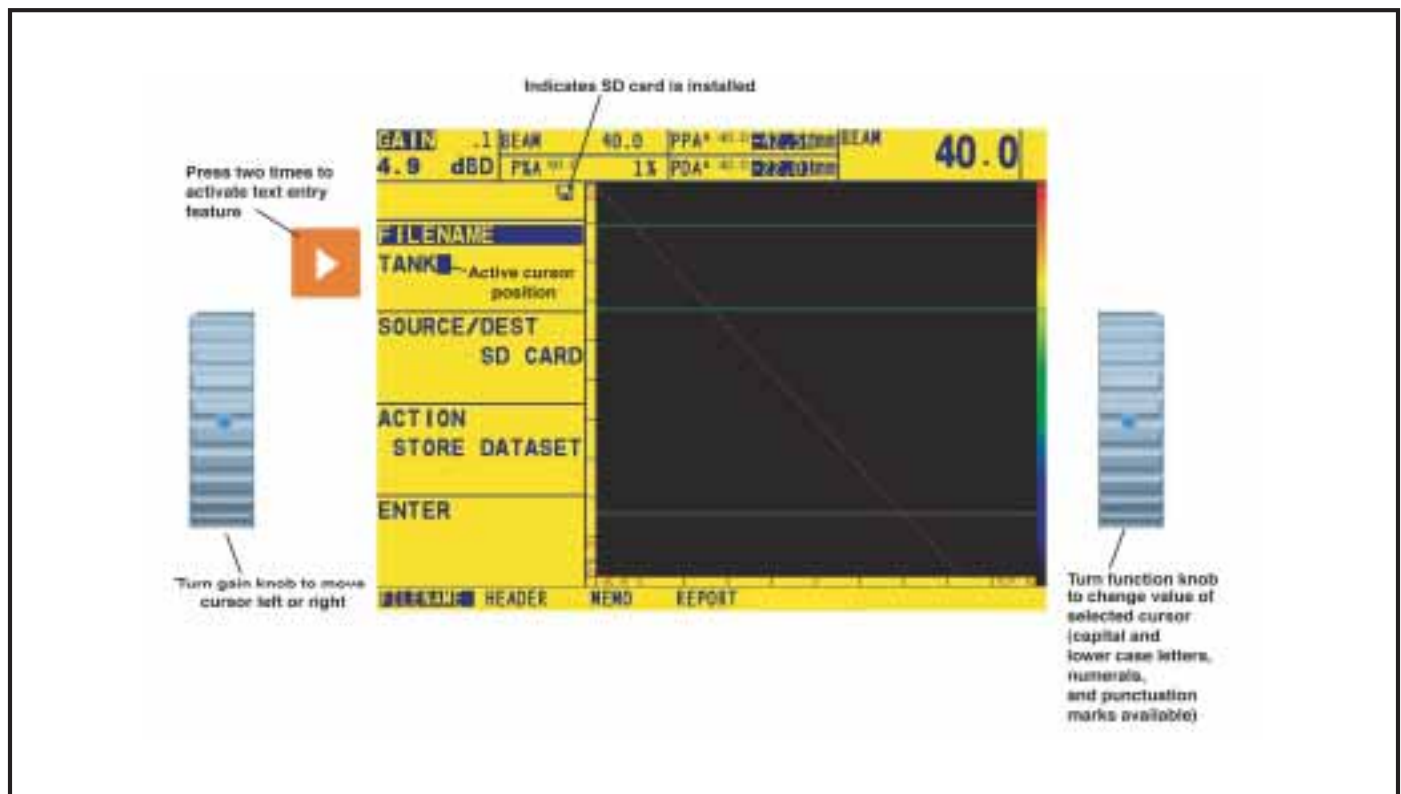 Indicates SD card is installed
Press two times to
activate text entry
feature
GAIN .1 BEAM 40.0 PPA^ BEAM 40.0
4.9 dBD P%A 1% PDA^
FILENAME
TANK
Active cursor
position
SOURCE/DEST
SD CARD
ACTION
STORE DATASET
ENTER
FILENAME HEADER MEMO REPORT
Turn gain knob to move
cursor left or right
Turn function knob
to change value of
selected cursor
(capital and
lower case letters,
numerals,
and punctuation
marks available)